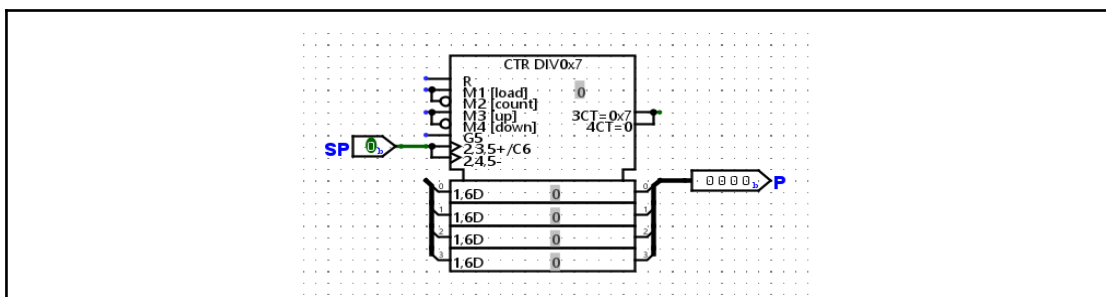 CTR DIV0x7
R
M1 [load] 0
M2 [count]
M3 [up] 3CT=0x7
M4 [down] 4CT=0
G5
SP 0b 2,3,5+/C6
2,4,5-
0 1,6D 0 0
0000b P
1 1,6D 0 1
2 1,6D 0 2
3 1,6D 0 3